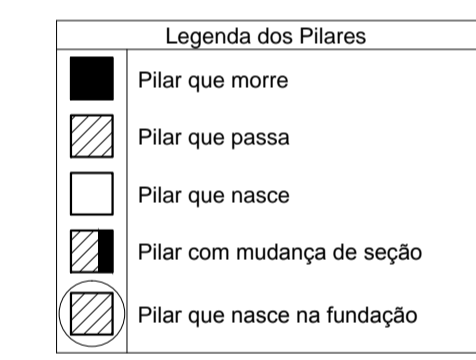 Legenda dos Pilares
Pilar que morre
Pilar que passa
Pilar que nasce
Pilar com mudança de seção
Pilar que nasce na fundação